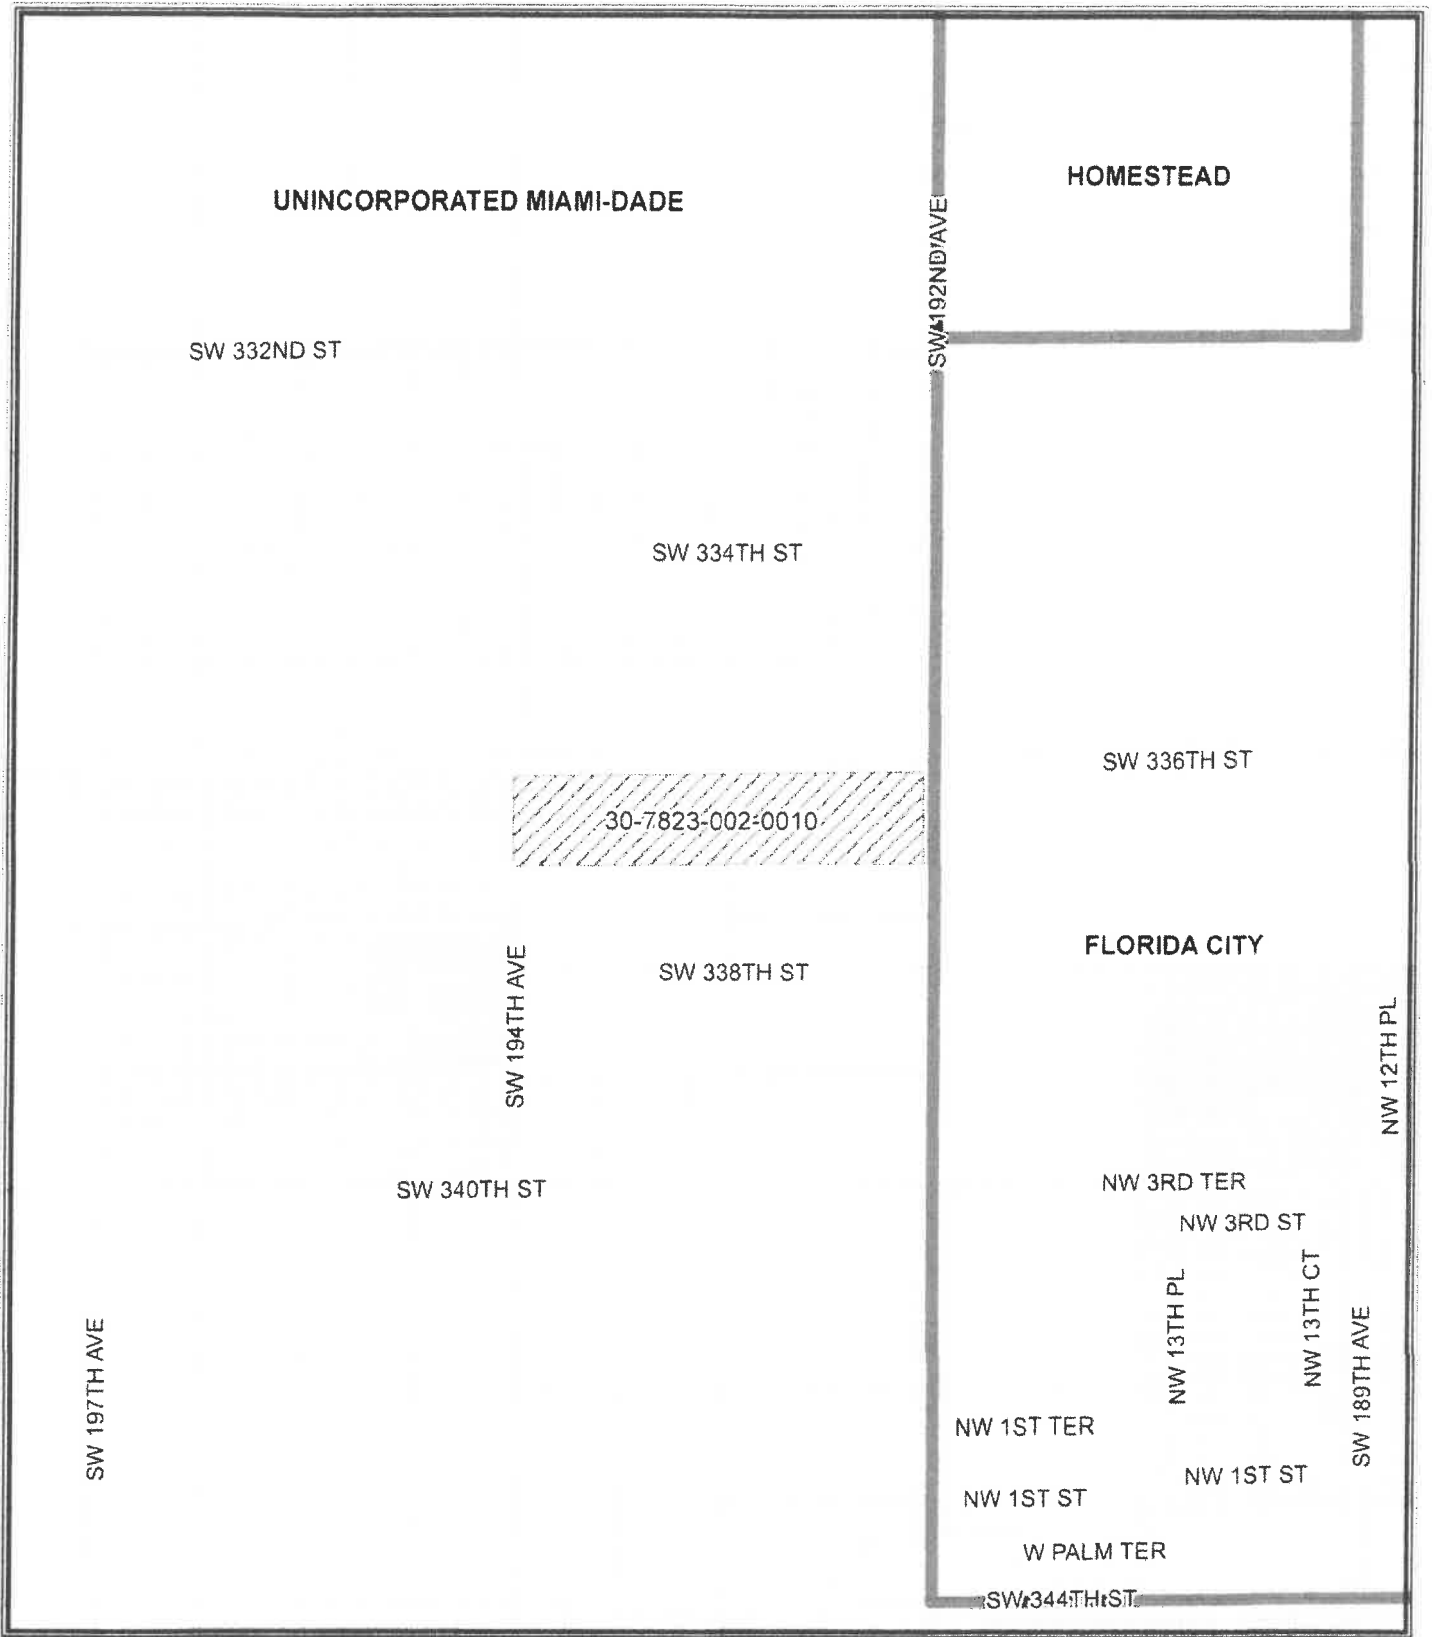 HOMESTEAD
UNINCORPORATED MIAMI-DADE
SW 192ND AVE
SW 332ND ST
SW 334TH ST
SW 336TH ST
30-7823-002-0010
FLORIDA CITY
SW 338TH ST
SW 194TH AVE
NW 12TH PL
SW 340TH ST
NW 3RD TER
NW 3RD ST
NW 13TH PL
NW 13TH CT
SW 189TH AVE
SW 197TH AVE
NW 1ST TER
NW 1ST ST
NW 1ST ST
W PALM TER
SW 344TH ST